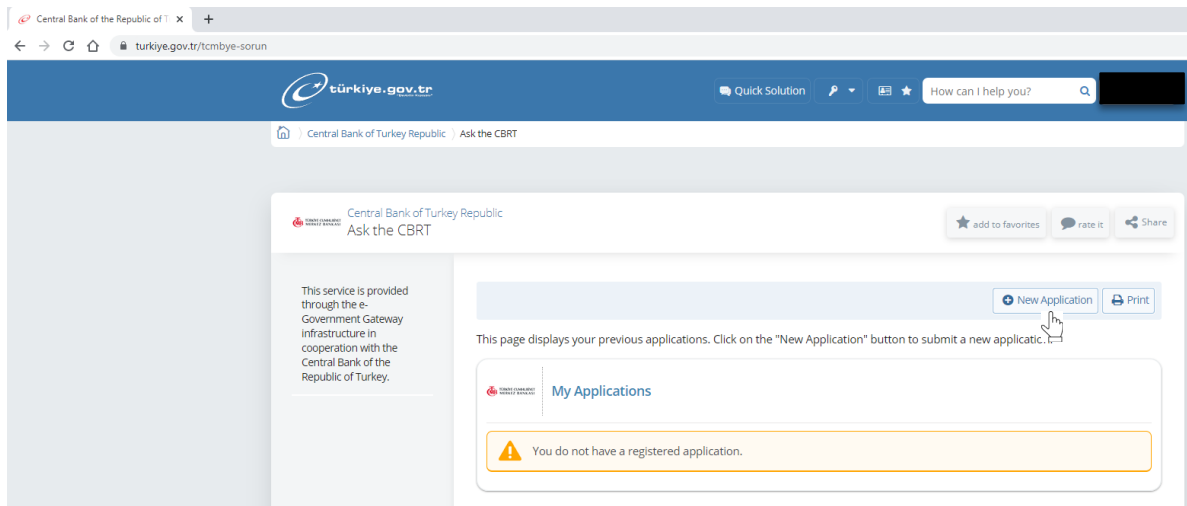 Central Bank of the Republic of T
turkiye.gov.tr/tcmbye-sorun
türkiye.gov.tr
Quick Solution
How can I help you?
Central Bank of Turkey Republic
Ask the CBRT
Central Bank of Turkey Republic
Ask the CBRT
add to favorites
rate it
Share
This service is provided
through the e-
Government Gateway
infrastructure in
cooperation with the
Central Bank of the
Republic of Turkey.
New Application
Print
This page displays your previous applications. Click on the "New Application" button to submit a new
My Applications
You do not have a registered application.